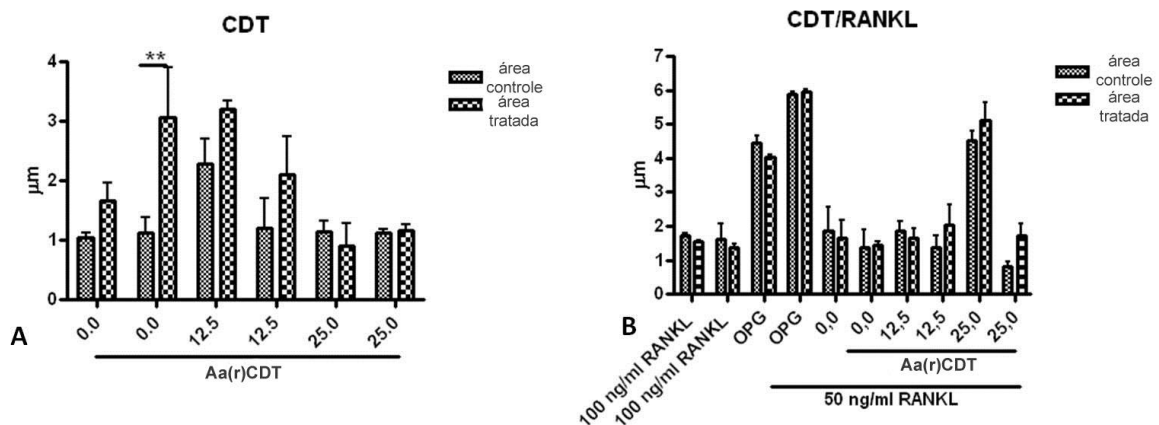 CDT
4
3
2
1
0
µm
**
área
controle
área
tratada
0.0
0.0
12.5
12.5
25.0
25.0
Aa(r)CDT
A
CDT/RANKL
7
6
5
4
3
2
1
0
µm
área
controle
área
tratada
100 ng/ml RANKL
100 ng/ml RANKL
OPG
OPG
0,0
0,0
12,5
12,5
25,0
25,0
Aa(r)CDT
50 ng/ml RANKL
B